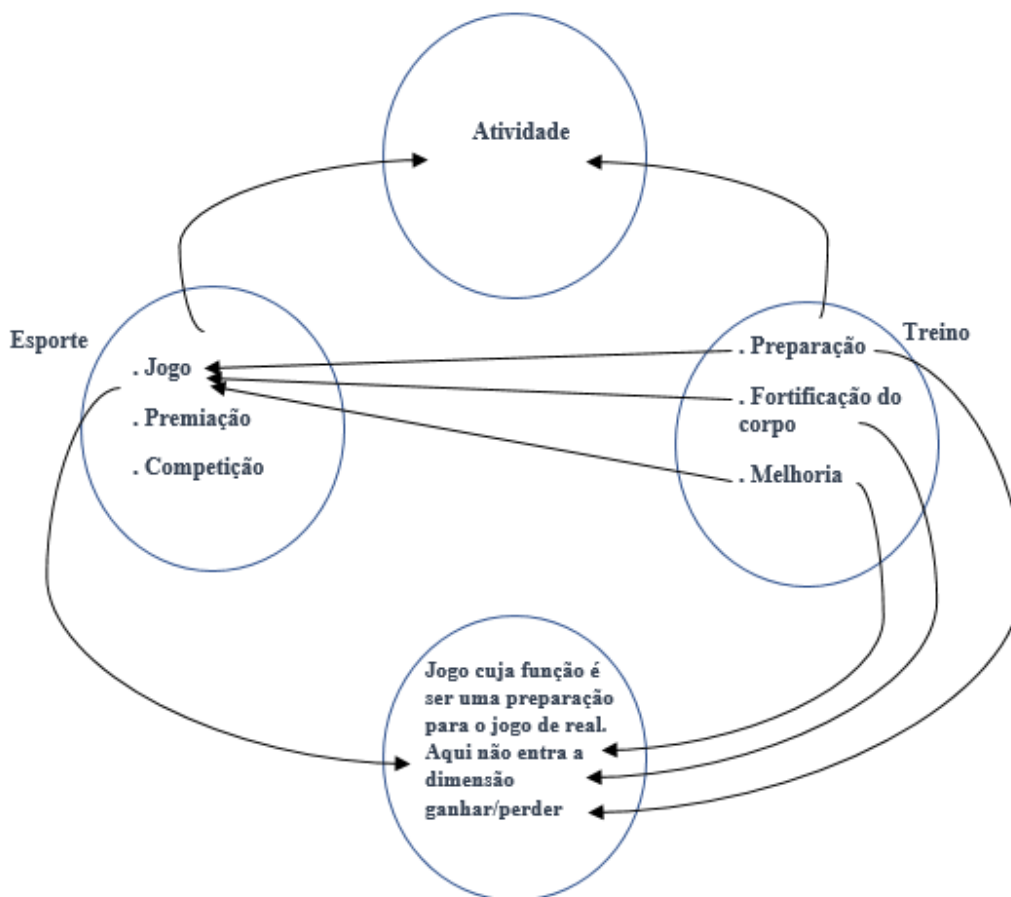 Atividade
Esporte
. Jogo
. Premiação
. Competição
Treino
. Preparação
. Fortificação do
corpo
. Melhoria
Jogo cuja função é
ser uma preparação
para o jogo de real.
Aqui não entra a
dimensão
ganhar/perder